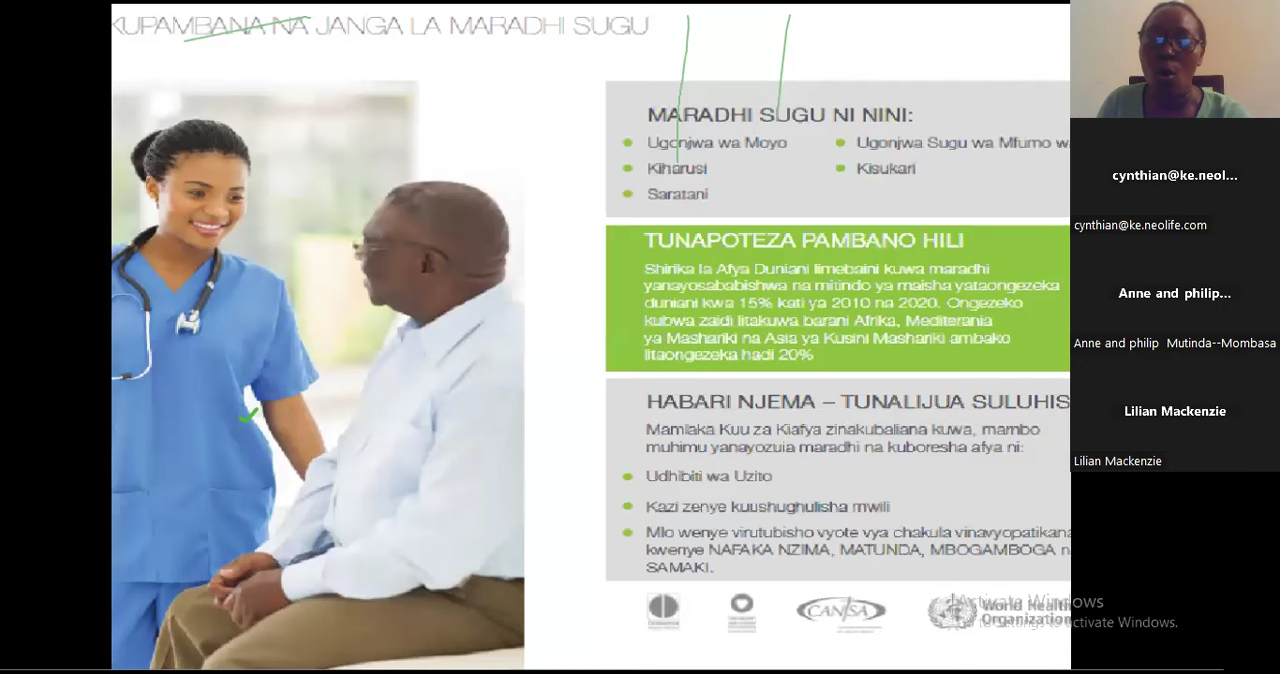 KUPAMBANA NA JANGA LA MARADHI SUGU
MARADHI SUGU NI NINI:
Ugonjwa wa Moyo
Kiharusi
Saratani
Ugonjwa Sugu wa Mfumo wa
Kisukari
TUNAPOTEZA PAMBANO HILI
Shirika la Afya Duniani limebaini kuwa maradhi
yanayosababishwa na mitindo ya maisha yataongezeka
duniani kwa 15% kati ya 2010 na 2020. Ongezeko
kubwa zaidi litakuwa barani Afrika, Mediterania
ya Mashariki na Asia ya Kusini Mashariki ambako
litaongezeka hadi 20%
HABARI NJEMA – TUNALIJUA SULUHIS
Mamlaka Kuu za Kiafya zinakubaliana kuwa, mambo
muhimu yanayozuia maradhi na kuboresha afya ni:
Udhibiti wa Uzito
Kazi zenye kuushughulisha mwili
Mlo wenye virutubisho vyote vya chakula vinavyopatikana
kwenye NAFAKA NZIMA, MATUNDA, MBOGAMBOGA n
SAMAKI.
CANSA
World Health
Organization
Activate Windows
to activate Windows.
cynthian@ke.neol...
cynthian@ke.neolife.com
Anne and philip...
Anne and philip Mutinda--Mombasa
Lilian Mackenzie
Lilian Mackenzie